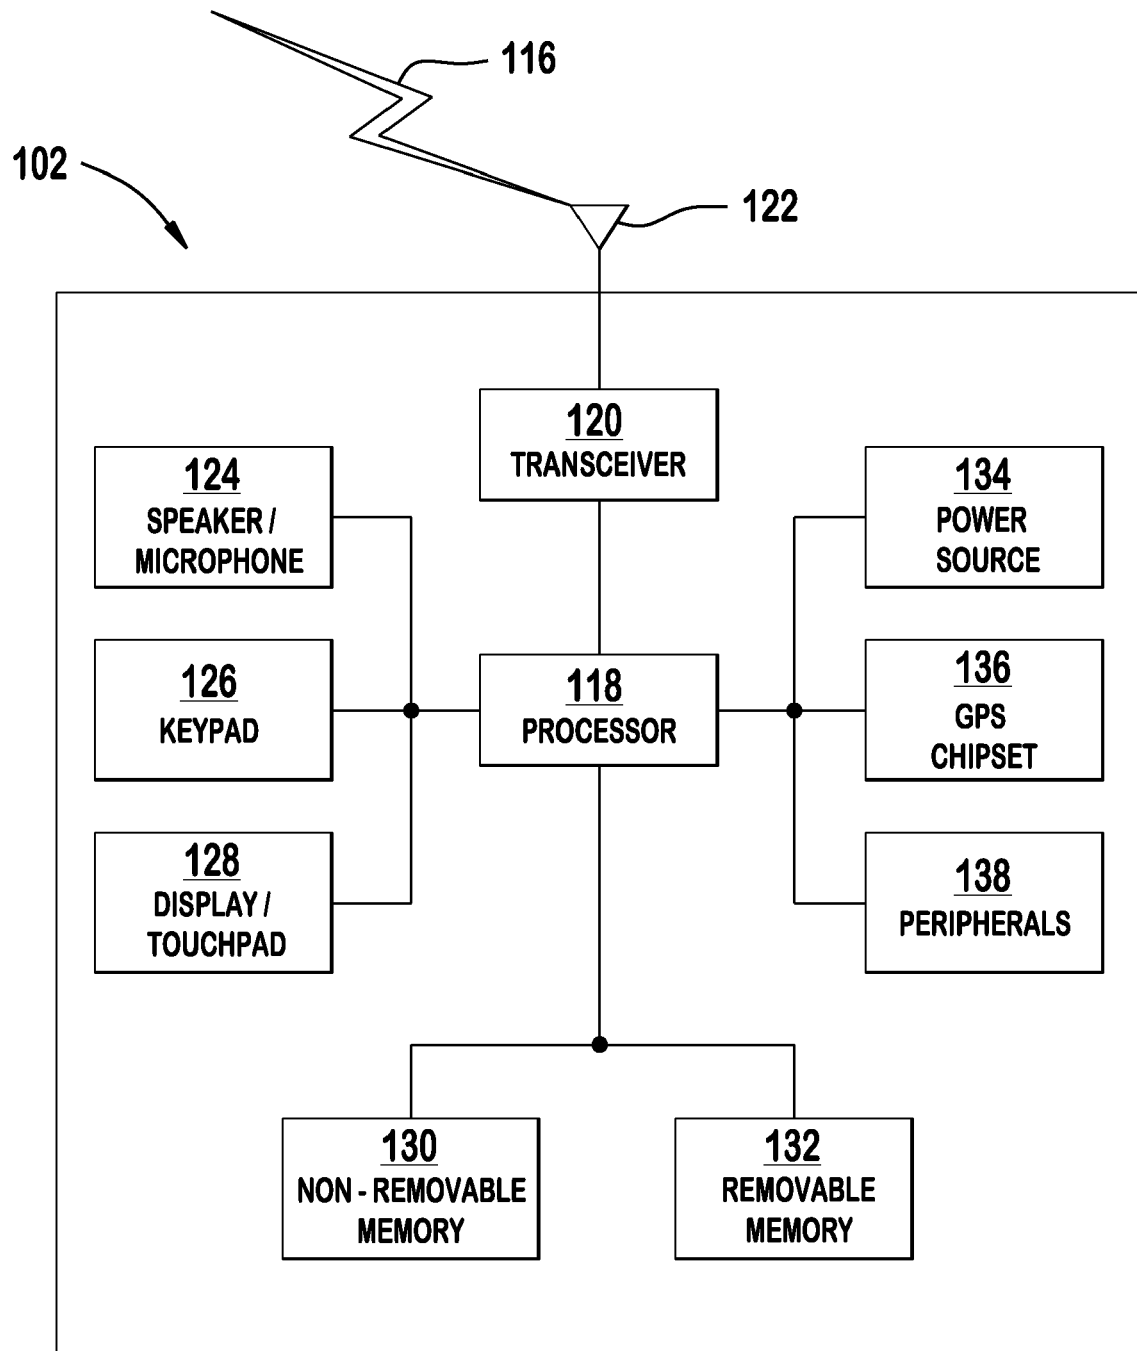 116
102
122
120
TRANSCEIVER
124
SPEAKER /
MICROPHONE
134
POWER
SOURCE
126
KEYPAD
118
PROCESSOR
136
GPS
CHIPSET
128
DISPLAY /
TOUCHPAD
138
PERIPHERALS
130
NON - REMOVABLE
MEMORY
132
REMOVABLE
MEMORY